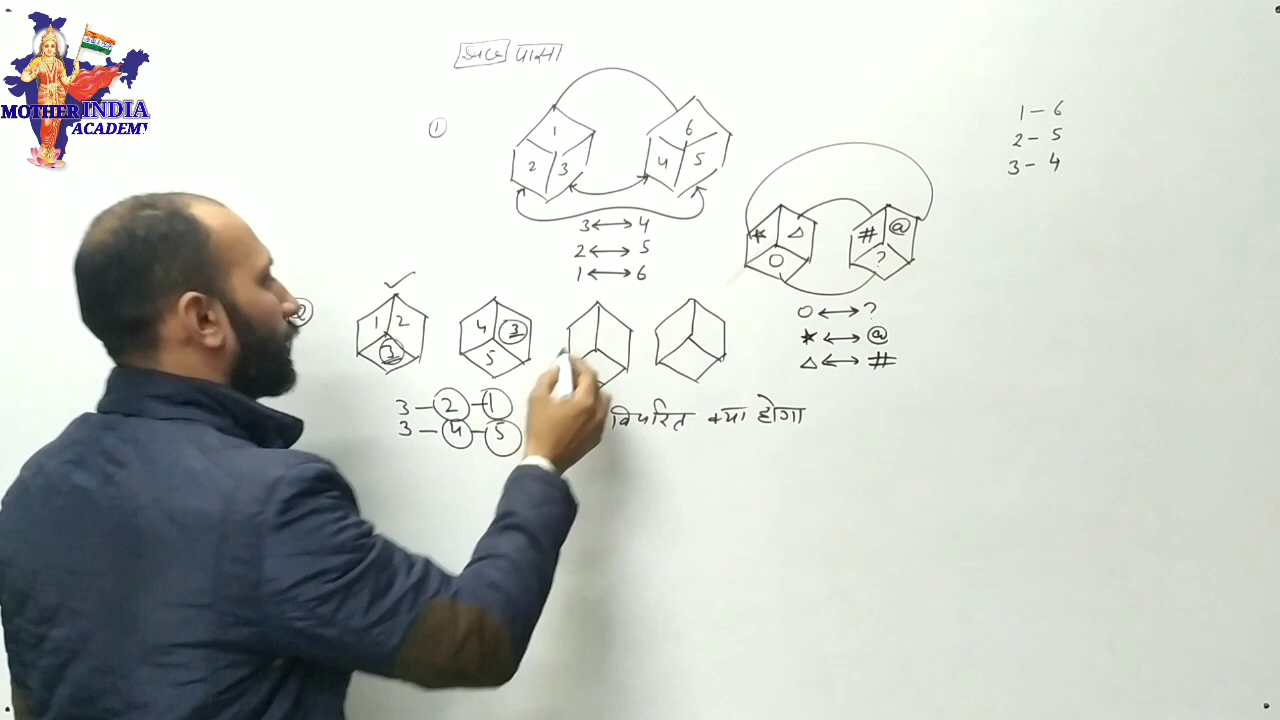 MOTHER INDIA
ACADEMY
पासा
①
1
2 3
6
4 5
1 - 6
2 - 5
3 - 4
3 ↔ 4
2 ↔ 5
1 ↔ 6
★ △
○
# @
?
○ ↔ ?
★ ↔ @
△ ↔ #
1 2
3
4 3
5
3 - 2 - 1
3 - 4 - 5
विपरित क्या होगा